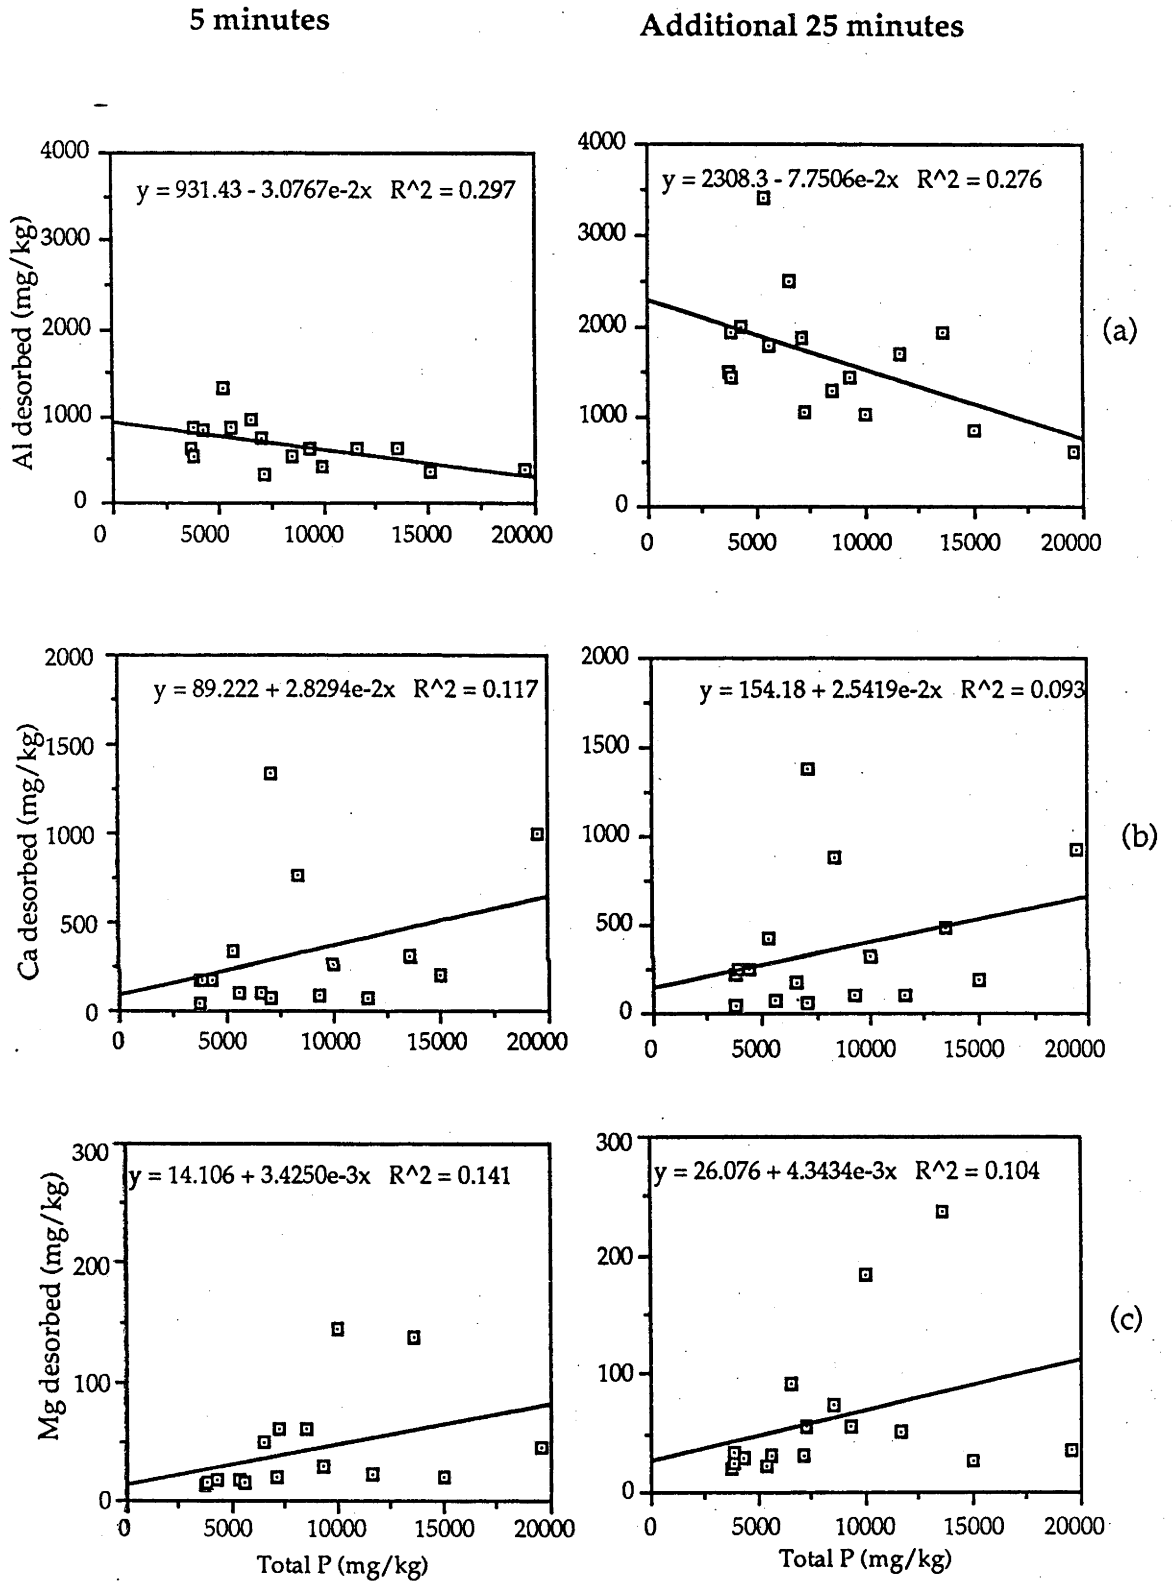 5 minutes
Additional 25 minutes
Al desorbed (mg/kg)
4000
3000
2000
1000
0
y = 931.43 - 3.0767e-2x R^2 = 0.297
0 5000 10000 15000 20000
4000
3000
2000
1000
0
y = 2308.3 - 7.7506e-2x R^2 = 0.276
0 5000 10000 15000 20000
(a)
Ca desorbed (mg/kg)
2000
1500
1000
500
0
y = 89.222 + 2.8294e-2x R^2 = 0.117
0 5000 10000 15000 20000
2000
1500
1000
500
0
y = 154.18 + 2.5419e-2x R^2 = 0.093
0 5000 10000 15000 20000
(b)
Mg desorbed (mg/kg)
300
200
100
0
y = 14.106 + 3.4250e-3x R^2 = 0.141
0 5000 10000 15000 20000
Total P (mg/kg)
300
200
100
0
y = 26.076 + 4.3434e-3x R^2 = 0.104
0 5000 10000 15000 20000
Total P (mg/kg)
(c)